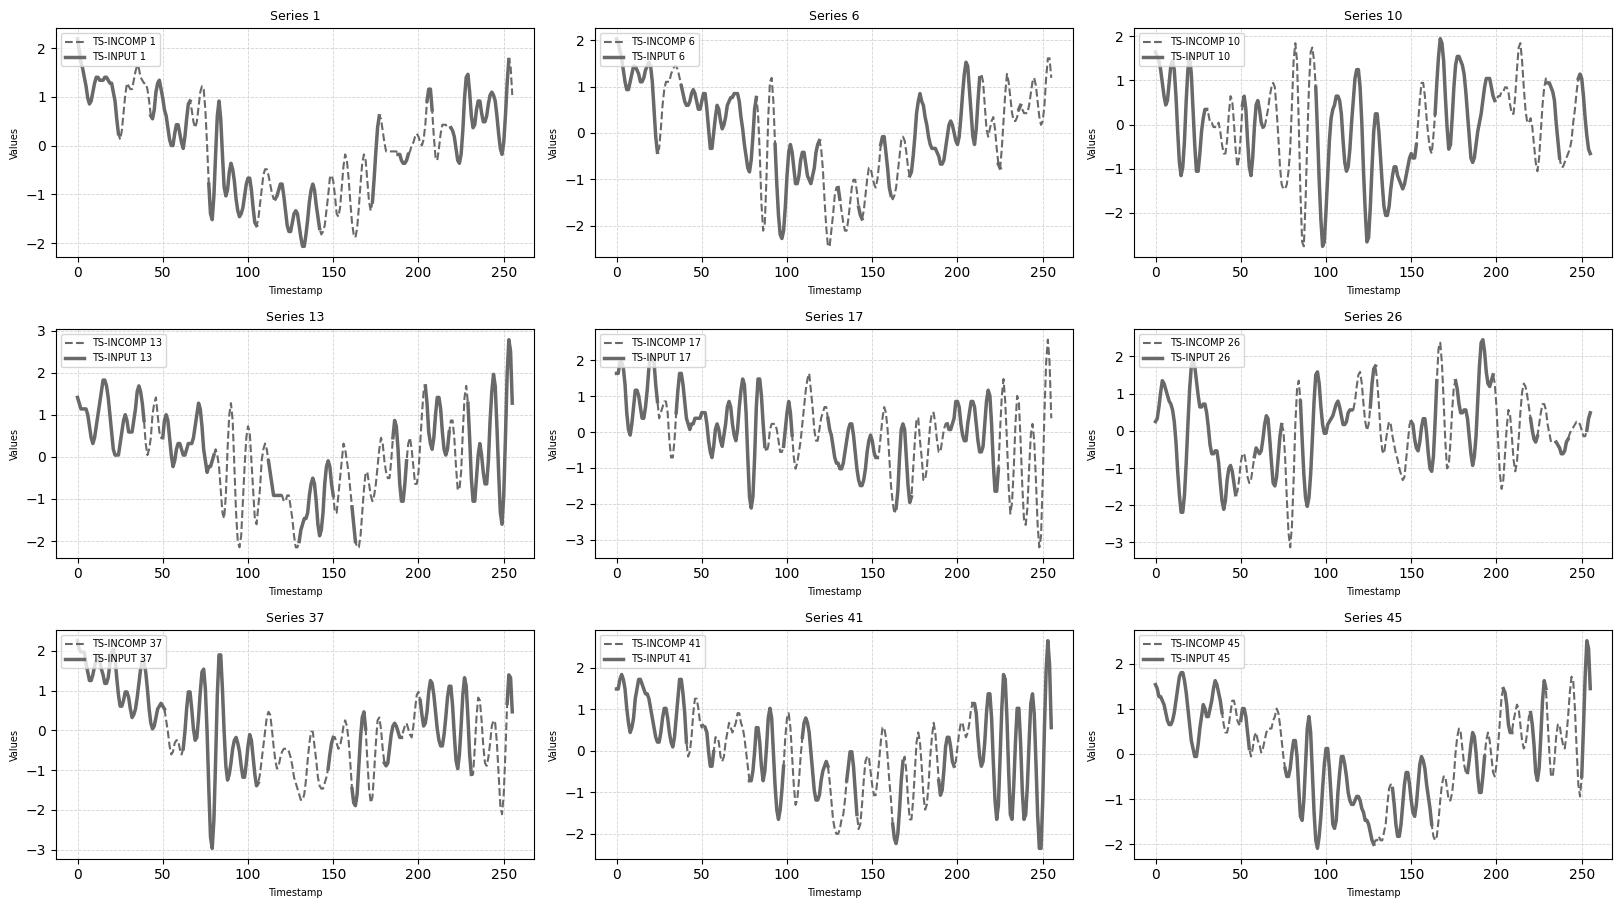 Series 1
TS-INCOMP 1
TS-INPUT 1
Values
2
1
0
−1
−2
0 50 100 150 200 250
Timestamp
Series 6
TS-INCOMP 6
TS-INPUT 6
Values
2
1
0
−1
−2
0 50 100 150 200 250
Timestamp
Series 10
TS-INCOMP 10
TS-INPUT 10
Values
2
1
0
−1
−2
0 50 100 150 200 250
Timestamp
Series 13
TS-INCOMP 13
TS-INPUT 13
Values
3
2
1
0
−1
−2
0 50 100 150 200 250
Timestamp
Series 17
TS-INCOMP 17
TS-INPUT 17
Values
2
1
0
−1
−2
−3
0 50 100 150 200 250
Timestamp
Series 26
TS-INCOMP 26
TS-INPUT 26
Values
2
1
0
−1
−2
−3
0 50 100 150 200 250
Timestamp
Series 37
TS-INCOMP 37
TS-INPUT 37
Values
2
1
0
−1
−2
−3
0 50 100 150 200 250
Timestamp
Series 41
TS-INCOMP 41
TS-INPUT 41
Values
2
1
0
−1
−2
0 50 100 150 200 250
Timestamp
Series 45
TS-INCOMP 45
TS-INPUT 45
Values
2
1
0
−1
−2
0 50 100 150 200 250
Timestamp